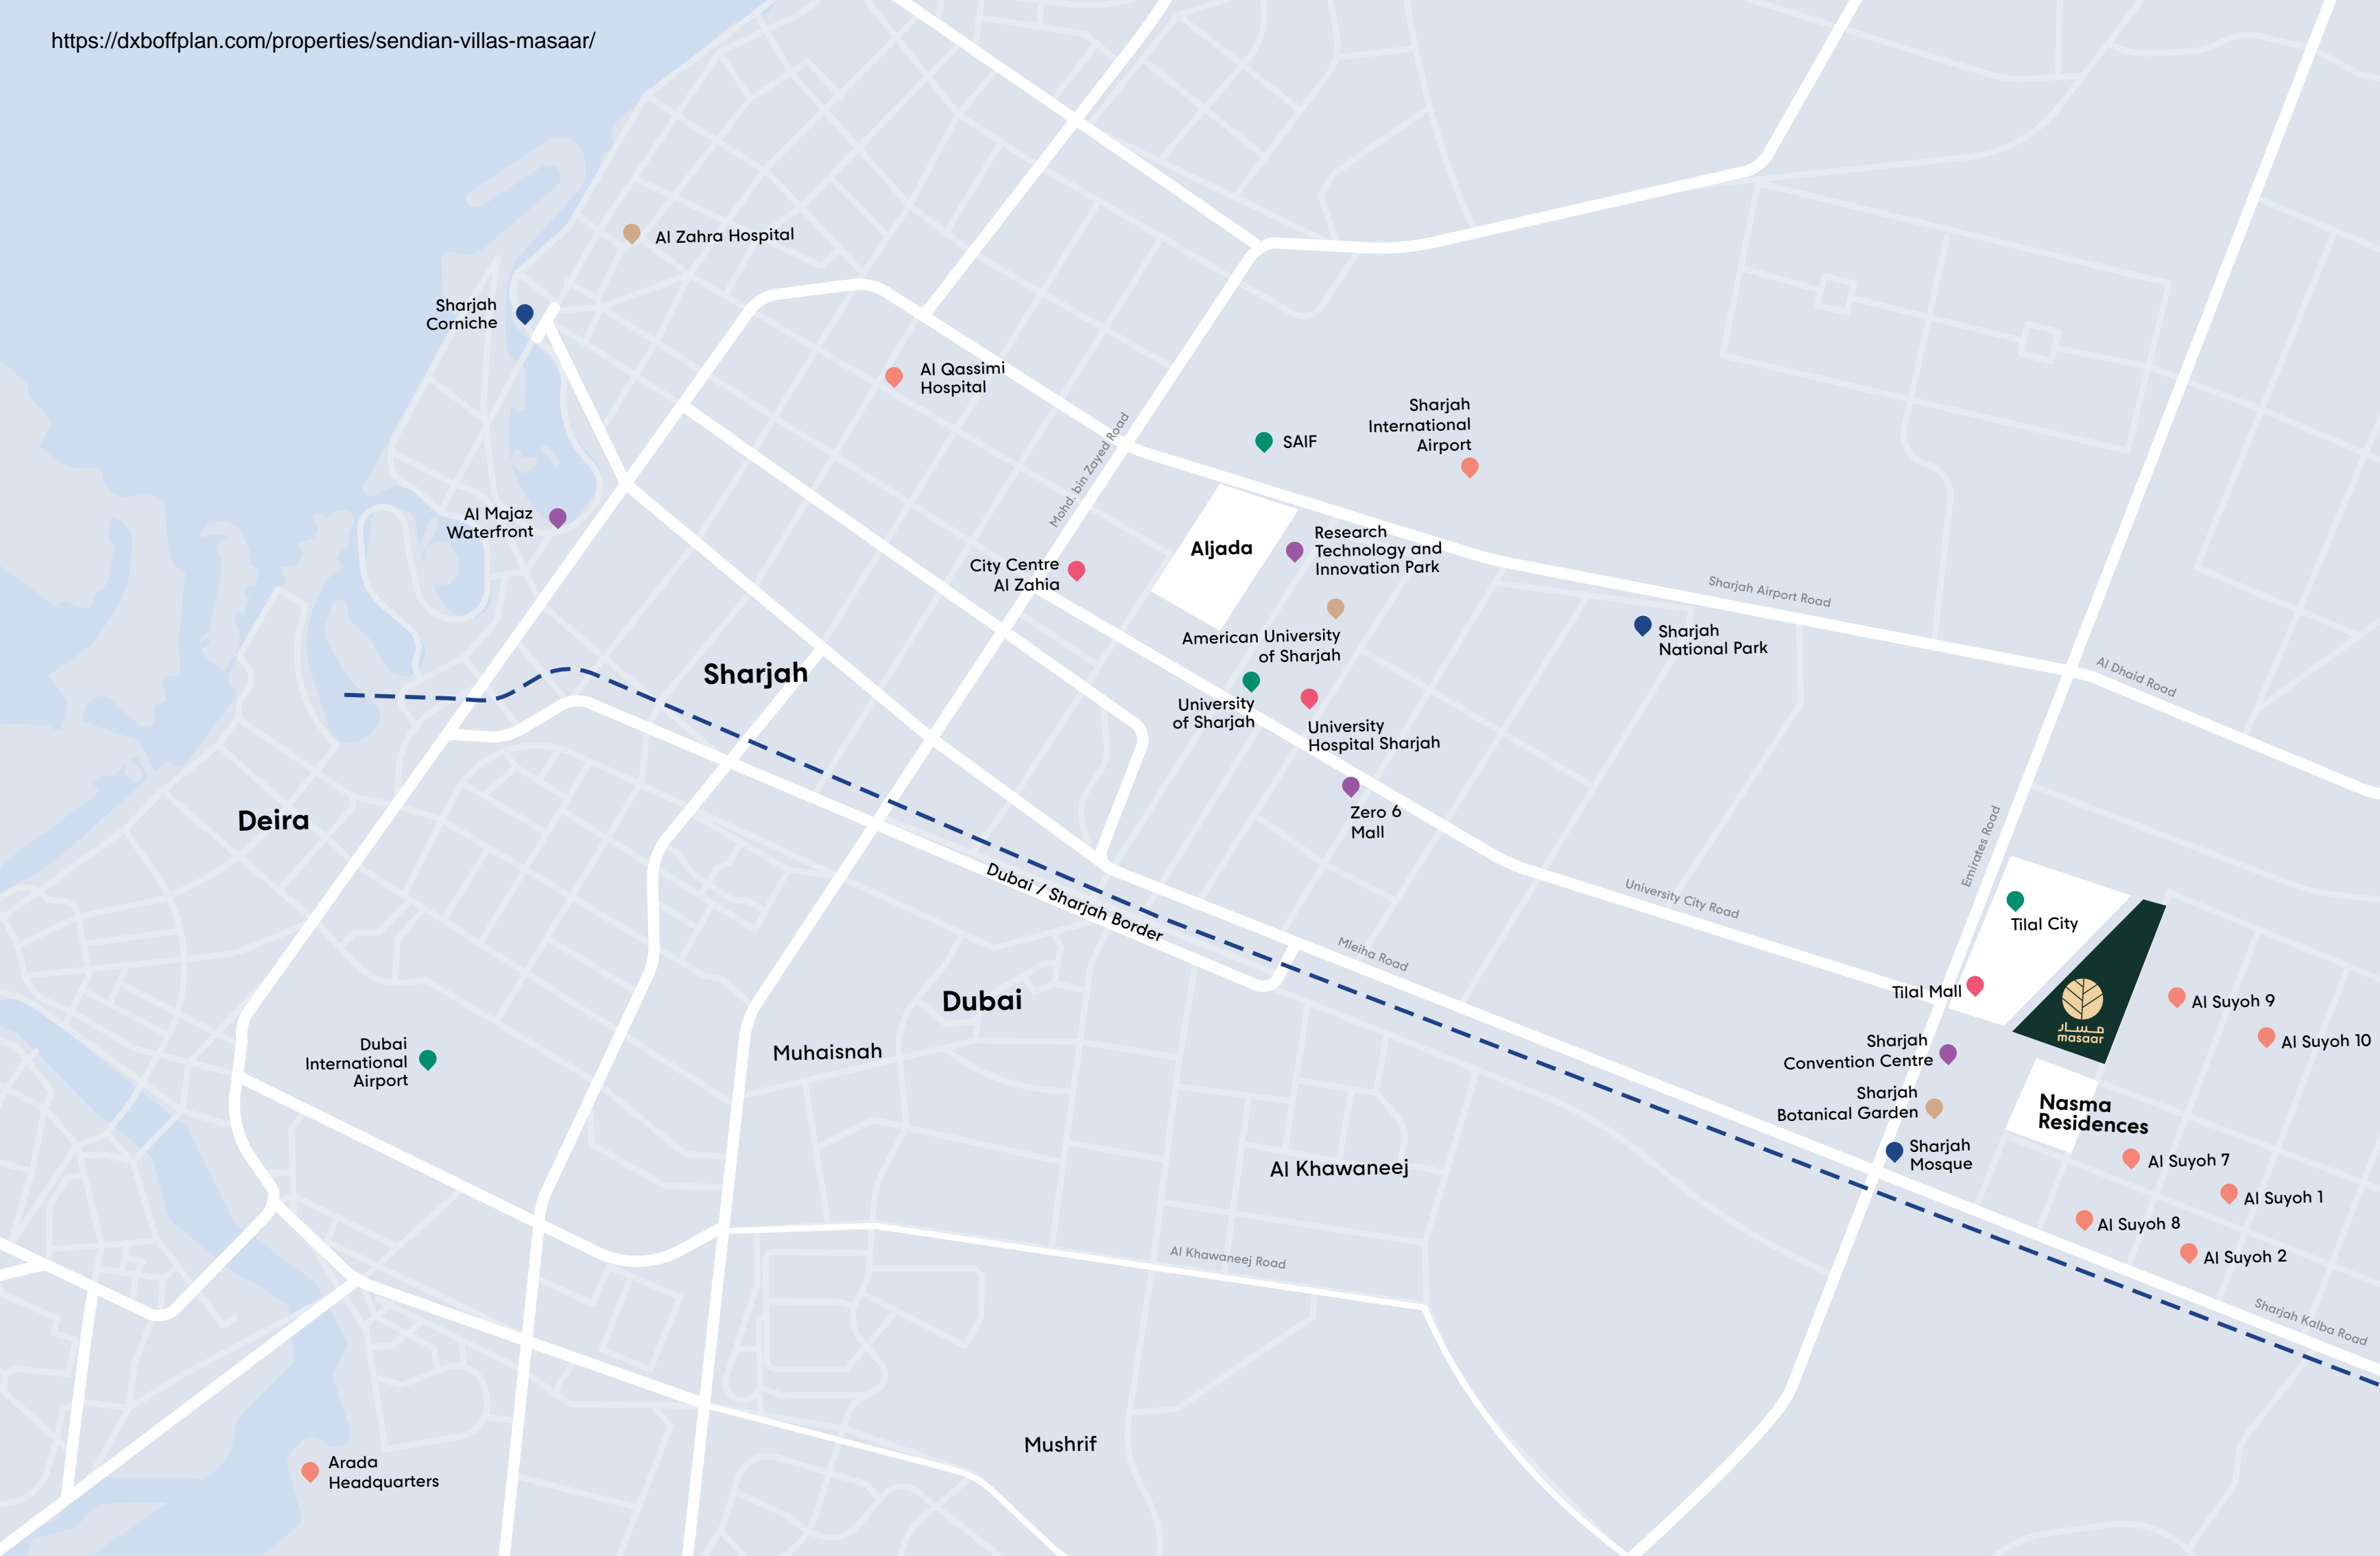 https://dxboffplan.com/properties/sendian-villas-masaar/
Al Zahra Hospital
Sharjah
Corniche
Al Qassimi
Hospital
Mohd. bin Zayed Road
SAIF
Sharjah
International
Airport
Al Majaz
Waterfront
City Centre
Al Zahia
Aljada
Research
Technology and
Innovation Park
Sharjah Airport Road
American University
of Sharjah
Sharjah
National Park
Sharjah
University
of Sharjah
University
Hospital Sharjah
Al Dhaid Road
Deira
Zero 6
Mall
Emirates Road
Dubai / Sharjah Border
University City Road
Mleiha Road
Tilal City
Tilal Mall
مسار
masaar
Al Suyoh 9
Al Suyoh 10
Dubai
Muhaisnah
Dubai
International
Airport
Sharjah
Convention Centre
Sharjah
Botanical Garden
Nasma
Residences
Sharjah
Mosque
Al Khawaneej
Al Suyoh 7
Al Suyoh 1
Al Suyoh 8
Al Suyoh 2
Al Khawaneej Road
Sharjah Kalba Road
Mushrif
Arada
Headquarters